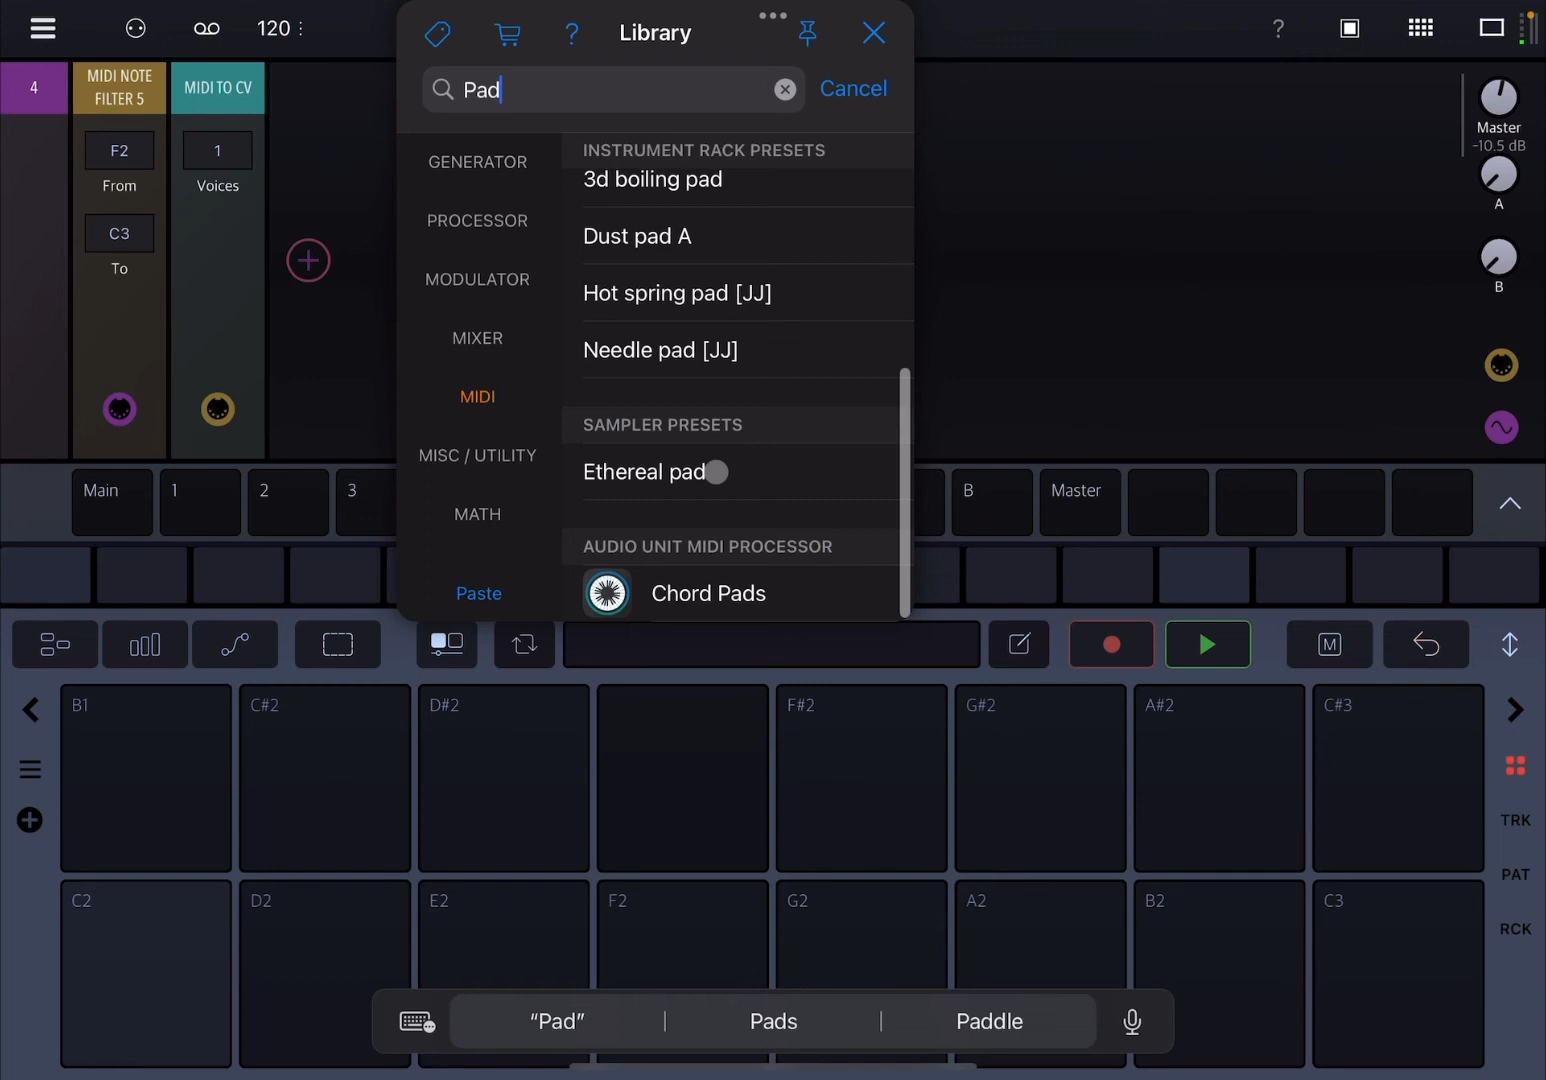 120
?
Library
?
Pad
Cancel
4
MIDI NOTE
FILTER 5
MIDI TO CV
F2
From
C3
To
1
Voices
GENERATOR
PROCESSOR
MODULATOR
MIXER
MIDI
MISC / UTILITY
MATH
Paste
INSTRUMENT RACK PRESETS
3d boiling pad
Dust pad A
Hot spring pad [JJ]
Needle pad [JJ]
SAMPLER PRESETS
Ethereal pad
AUDIO UNIT MIDI PROCESSOR
Chord Pads
Master
-10.5 dB
A
B
Main
1
2
3
B
Master
M
B1
C#2
D#2
F#2
G#2
A#2
C#3
C2
D2
E2
F2
G2
A2
B2
C3
TRK
PAT
RCK
“Pad”
Pads
Paddle